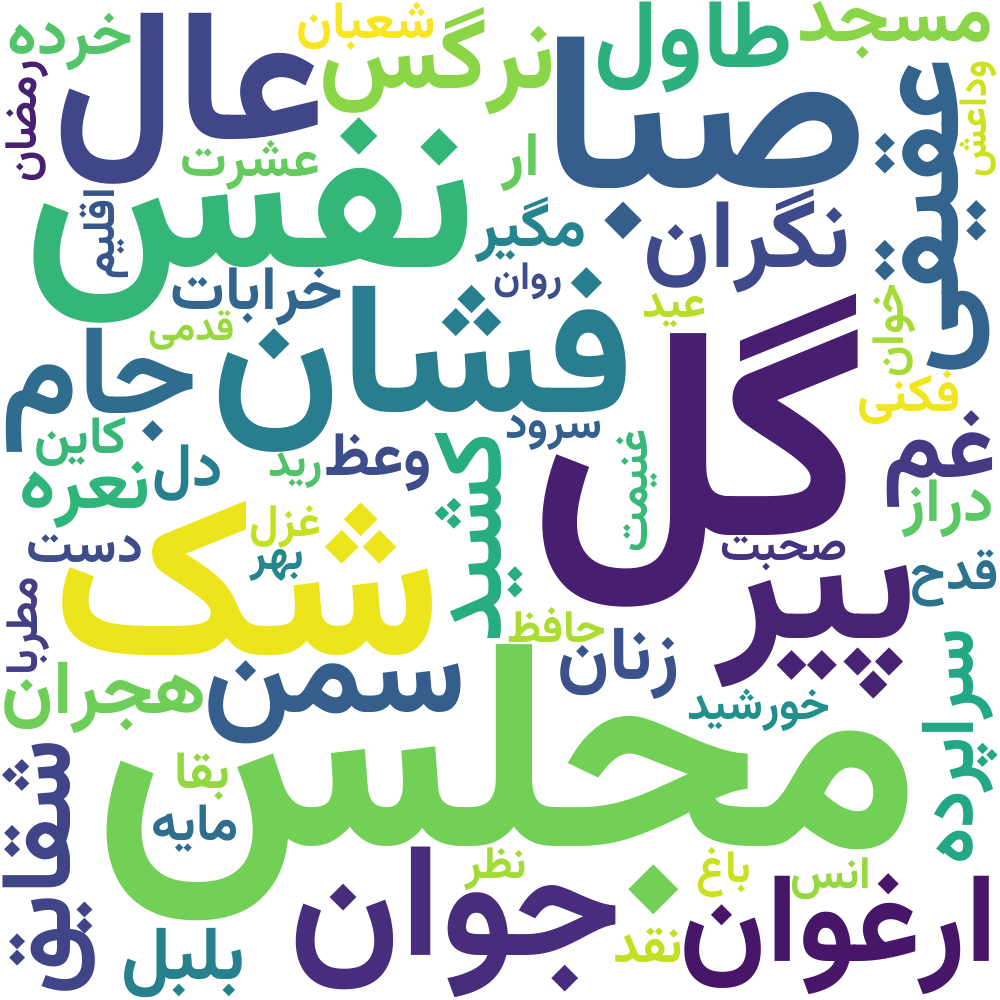 مسجد
طاول
نرگس
شعبان
عال
خرده
رمضان
وداعش
عقیقی
صبا
ار
عشرت
نفس
اقلیم
نگران
مگیر
روان
خرابات
قدمی
عید
خوان
فشان
جام
گل
فکنی
غم
سرود
کشید
غنیمت
وعظ
رید
دل
کاین
نعره
دراز
غزل
شک
بهر
دست
صحبت
پیر
قدح
مطربا
حافظ
زنان
سمن
هجران
خورشید
سراپرده
مجلس
شقایق
بقا
مایه
نظر
باغ
انس
جوان
ارغوان
نقد
بلبل